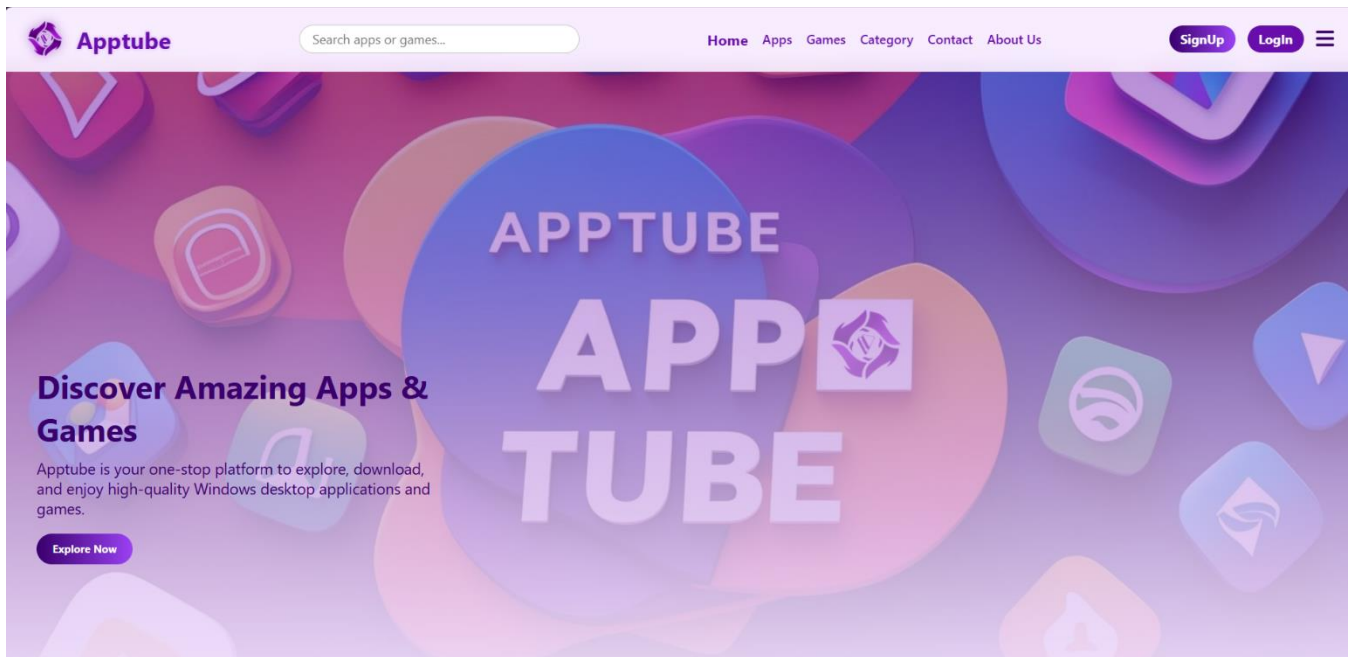 Apptube
Search apps or games...
Home Apps Games Category Contact About Us
SignUp
LogIn
APPTUBE
APP
TUBE
Discover Amazing Apps &
Games
Apptube is your one-stop platform to explore, download,
and enjoy high-quality Windows desktop applications and
games.
Explore Now